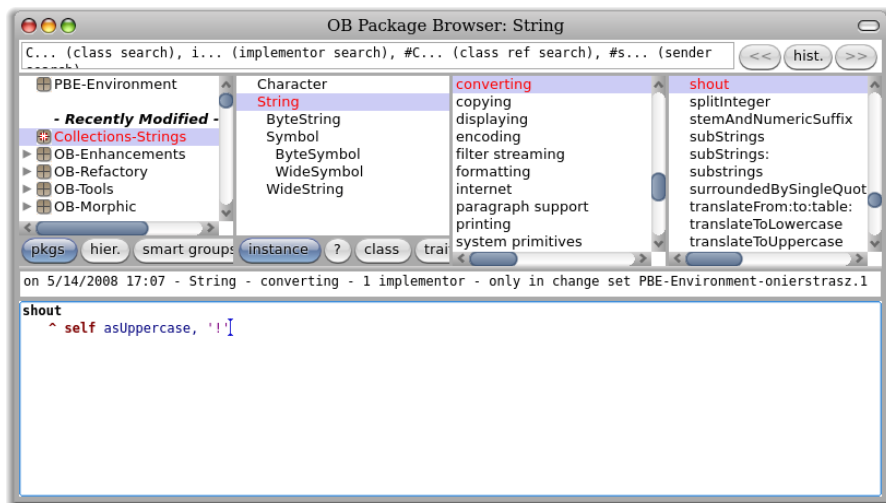 OB Package Browser: String
C... (class search), i... (implementor search), #C... (class ref search), #s... (sender
<< hist. >>
PBE-Environment
- Recently Modified -
Collections-Strings
OB-Enhancements
OB-Refactory
OB-Tools
OB-Morphic
Character
String
ByteString
Symbol
ByteSymbol
WideSymbol
WideString
converting
copying
displaying
encoding
filter streaming
formatting
internet
paragraph support
printing
system primitives
shout
splitInteger
stemAndNumericSuffix
subStrings
subStrings:
substrings
surroundedBySingleQuot
translateFrom:to:table:
translateToLowercase
translateToUppercase
pkgs hier. smart groups instance ? class trai
on 5/14/2008 17:07 - String - converting - 1 implementor - only in change set PBE-Environment-onierstrasz.1
shout
^ self asUppercase, '!'